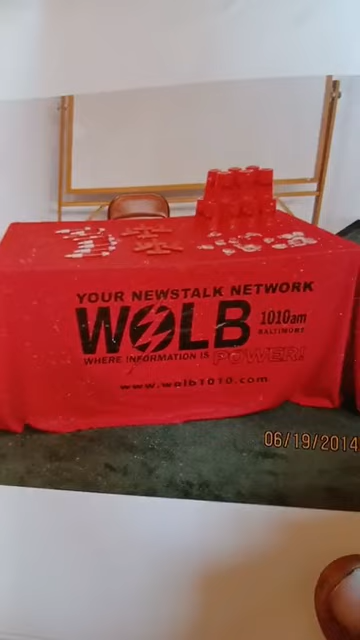 YOUR NEWSTALK NETWORK
WOLB 1010am
BALTIMORE
WHERE INFORMATION IS POWER!
www.wolb1010.com
06/19/2014